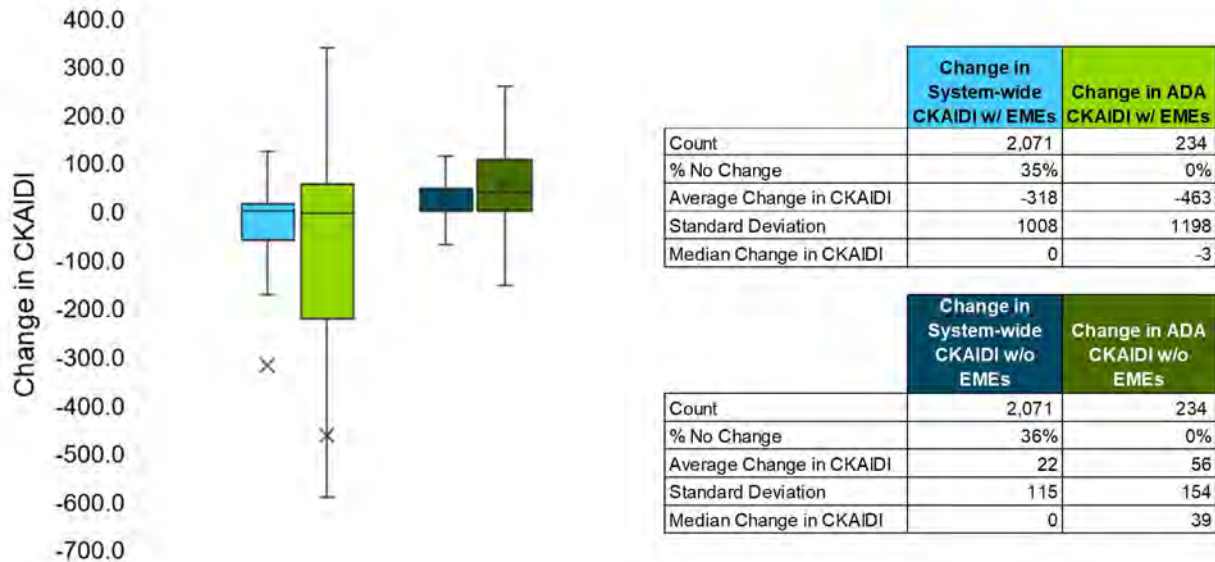 Change in CKAIDI
400.0
300.0
200.0
100.0
0.0
-100.0
-200.0
-300.0
-400.0
-500.0
-600.0
-700.0
Change in
System-wide
CKAIDI w/ EMEs
Change in ADA
CKAIDI w/ EMEs
Count 2,071 234
% No Change 35% 0%
Average Change in CKAIDI -318 -463
Standard Deviation 1008 1198
Median Change in CKAIDI 0 -3
Change in
System-wide
CKAIDI w/o
EMEs
Change in ADA
CKAIDI w/o
EMEs
Count 2,071 234
% No Change 36% 0%
Average Change in CKAIDI 22 56
Standard Deviation 115 154
Median Change in CKAIDI 0 39